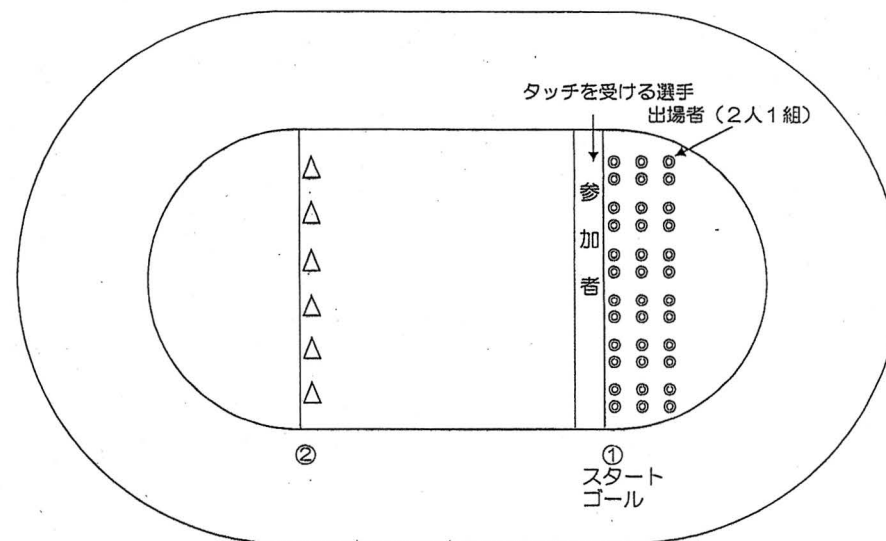 タッチを受ける選手
出場者（2人1組）
参
加
者
②
①
スタート
ゴール